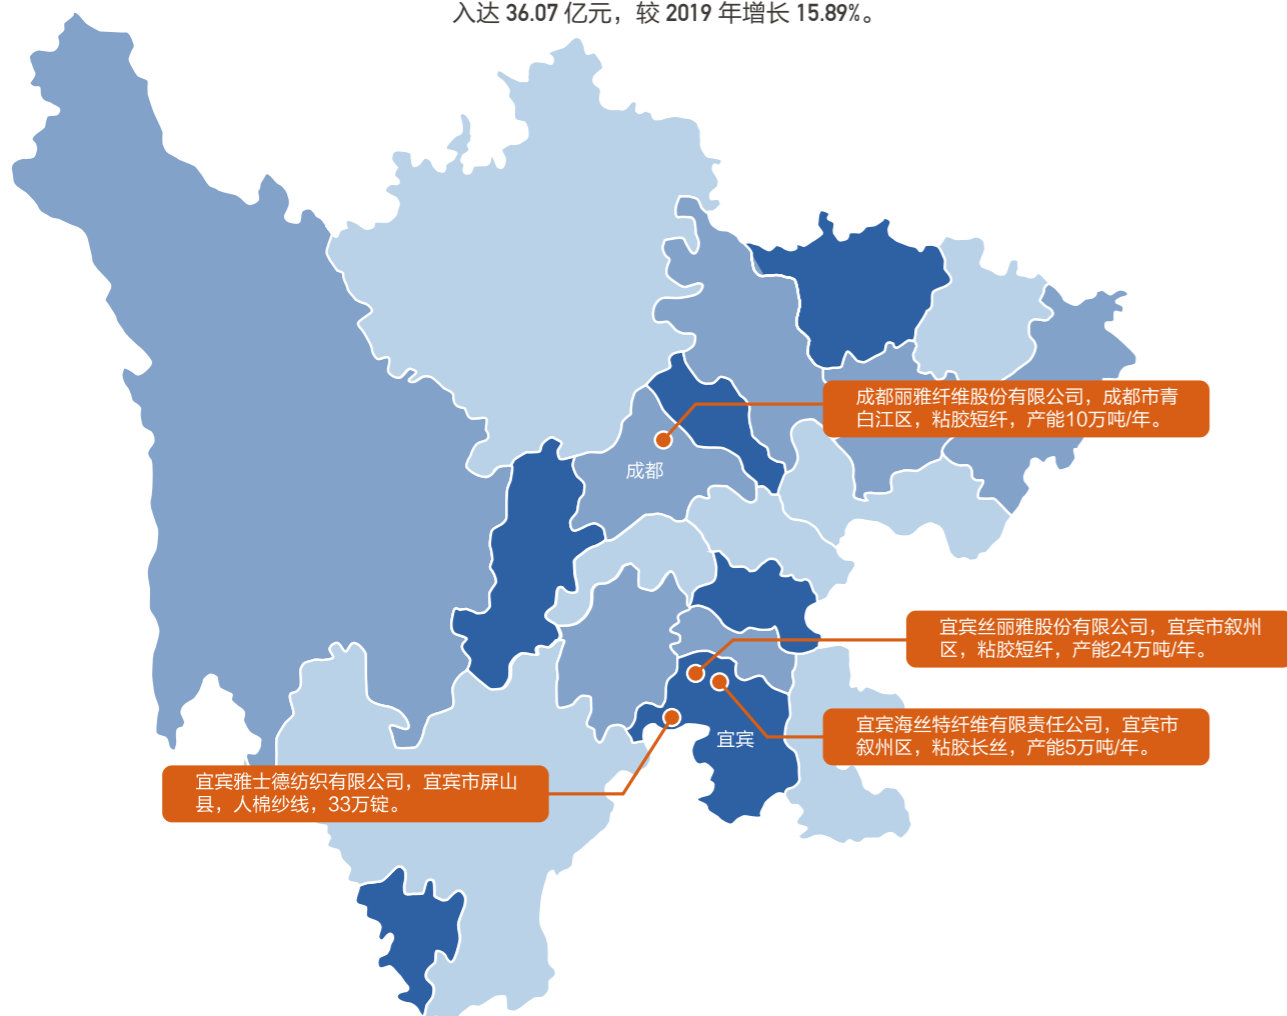 入达 36.07 亿元，较 2019 年增长 15.89%。
成都丽雅纤维股份有限公司，成都市青
白江区，粘胶短纤，产能10万吨/年。
成都
宜宾丝丽雅股份有限公司，宜宾市叙州
区，粘胶短纤，产能24万吨/年。
宜宾海丝特纤维有限责任公司，宜宾市
叙州区，粘胶长丝，产能5万吨/年。
宜宾
宜宾雅士德纺织有限公司，宜宾市屏山
县，人棉纱线，33万锭。